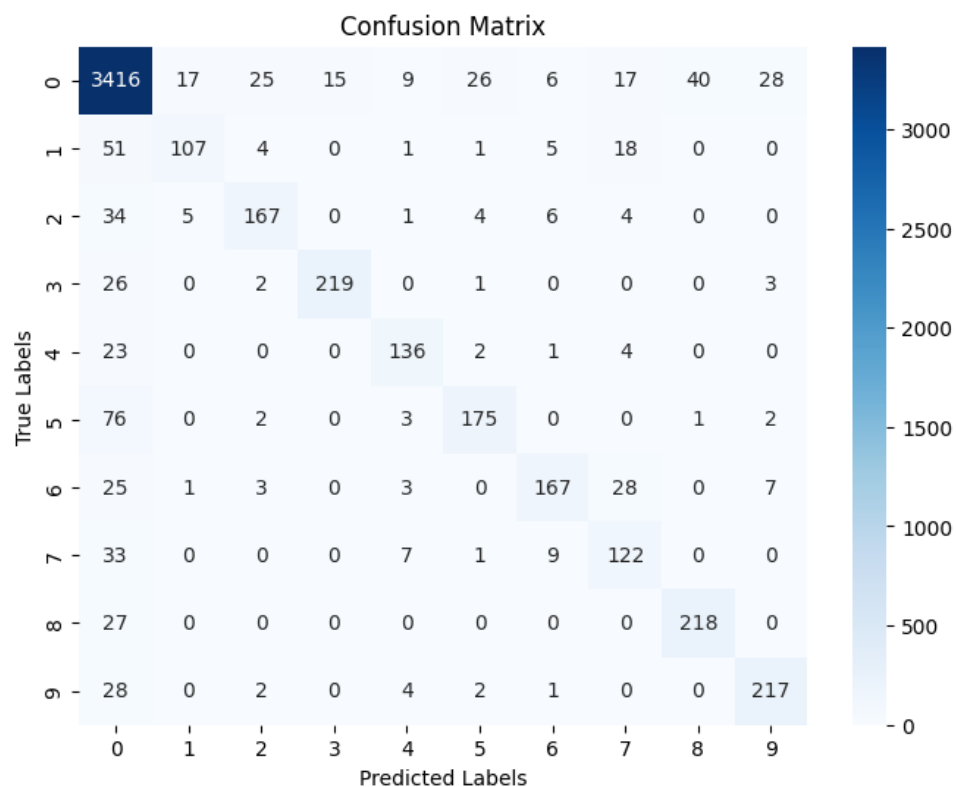 Confusion Matrix
0 3416 17 25 15 9 26 6 17 40 28
1 51 107 4 0 1 1 5 18 0 0
2 34 5 167 0 1 4 6 4 0 0
3 26 0 2 219 0 1 0 0 0 3
4 23 0 0 0 136 2 1 4 0 0
5 76 0 2 0 3 175 0 0 1 2
6 25 1 3 0 3 0 167 28 0 7
7 33 0 0 0 7 1 9 122 0 0
8 27 0 0 0 0 0 0 0 218 0
9 28 0 2 0 4 2 1 0 0 217
0 1 2 3 4 5 6 7 8 9
Predicted Labels
True Labels
3000
2500
2000
1500
1000
500
0